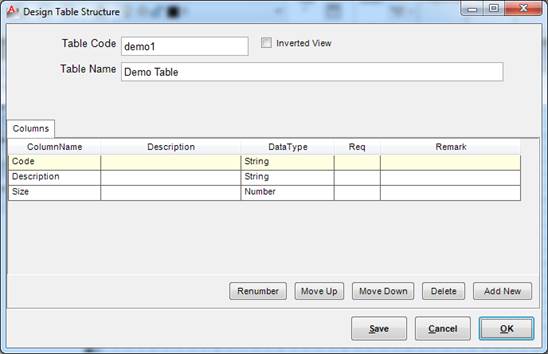 Design Table Structure
Table Code demo1 Inverted View
Table Name Demo Table
Columns
ColumnName Description DataType Req Remark
Code String
Description String
Size Number
Renumber Move Up Move Down Delete Add New
Save Cancel OK